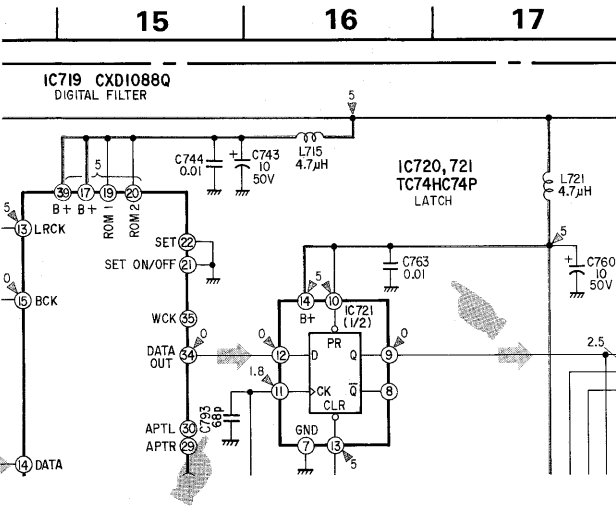 15 16 17
IC719 CXD1088Q
DIGITAL FILTER
5
C744
0.01
+ C743
10
50V
L715
4.7μH
IC720, 721
TC74HC74P
LATCH
L721
4.7μH
5
39 17 19 20
B+ B+ ROM 1 ROM 2
5
13 LRCK
SET 22
SET ON/OFF 21
0
15 BCK
WCK 35
0
DATA
OUT 34
APTL 30
APTR 29
14 DATA
C793
68P
1.8
C763
0.01
5
+ C760
10
50V
5
14 10
B+
IC721
(1/2)
PR
0
12 D Q 9
0
11 CK Q̅ 8
CLR
GND
7 13
5
2.5